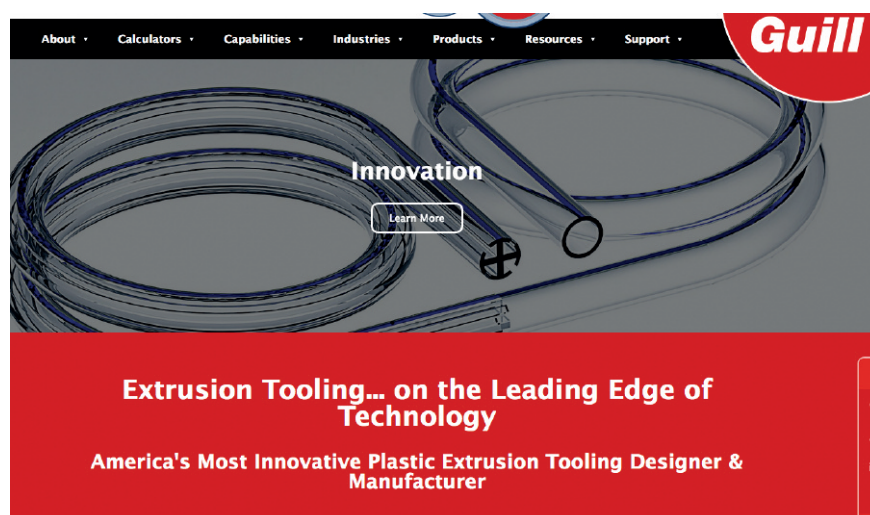 Guill
About Calculators Capabilities Industries Products Resources Support
Innovation
Learn More
Extrusion Tooling... on the Leading Edge of
Technology
America's Most Innovative Plastic Extrusion Tooling Designer &
Manufacturer